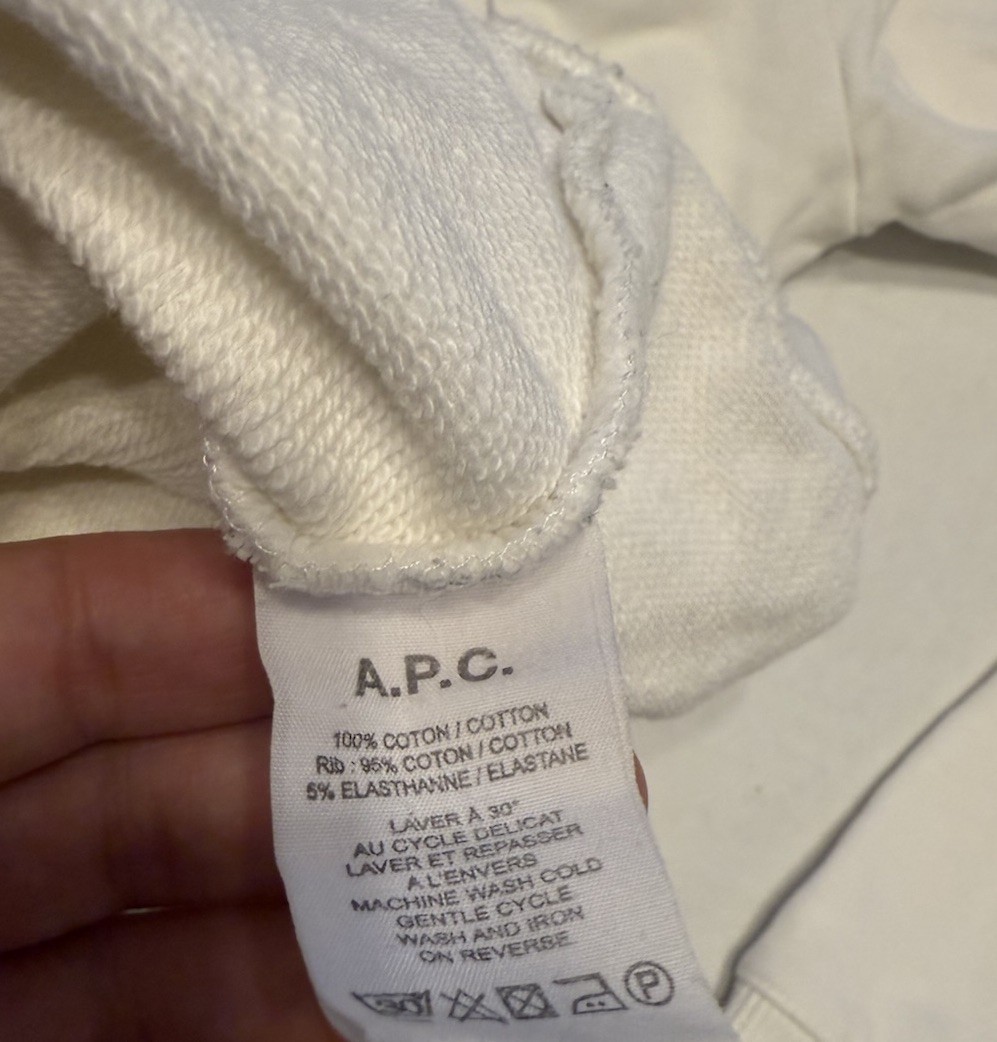 A.P.C.
100% COTON / COTTON
Rib : 95% COTON / COTTON
5% ELASTHANNE / ELASTANE
LAVER À 30°
AU CYCLE DELICAT
LAVER ET REPASSER
A L'ENVERS
MACHINE WASH COLD
GENTLE CYCLE
WASH AND IRON
ON REVERSE
30° P